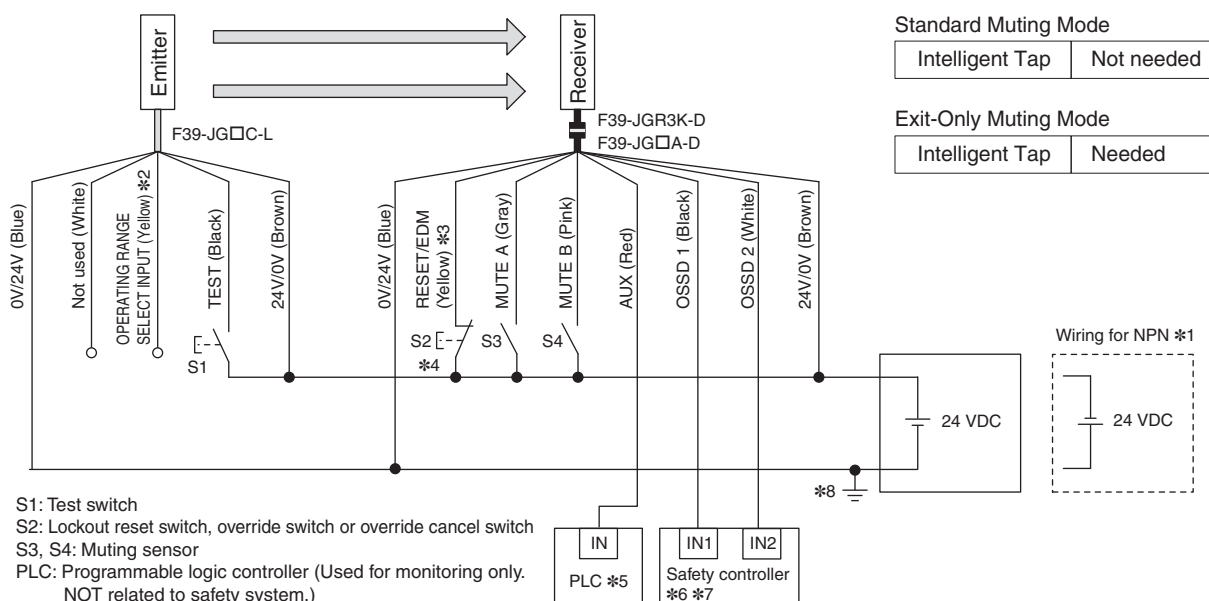 Emitter
Receiver
F39-JG□C-L
F39-JGR3K-D
F39-JG□A-D
Standard Muting Mode
Intelligent Tap Not needed
Exit-Only Muting Mode
Intelligent Tap Needed
0V/24V (Blue)
Not used (White)
OPERATING RANGE
SELECT INPUT (Yellow) *2
TEST (Black)
24V/0V (Brown)
0V/24V (Blue)
RESET/EDM
(Yellow) *3
MUTE A (Gray)
MUTE B (Pink)
AUX (Red)
OSSD 1 (Black)
OSSD 2 (White)
24V/0V (Brown)
S1
S2
*4
S3
S4
24 VDC
Wiring for NPN *1
24 VDC
*8
S1: Test switch
S2: Lockout reset switch, override switch or override cancel switch
S3, S4: Muting sensor
PLC: Programmable logic controller (Used for monitoring only.
NOT related to safety system.)
IN
PLC *5
IN1 IN2
Safety controller
*6 *7